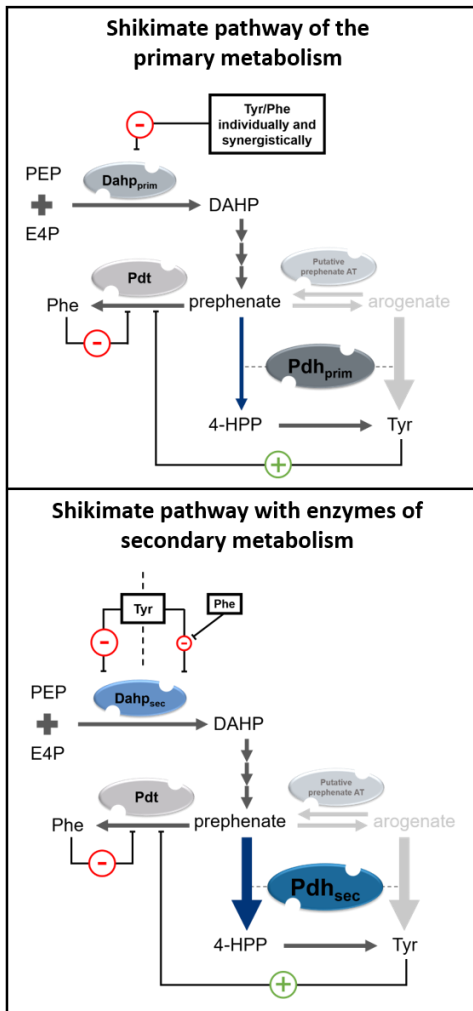 Shikimate pathway of the
primary metabolism
Tyr/Phe
individually and
synergistically
−
PEP
Dahpprim
DAHP
E4P
Pdt
Putative
prephenate AT
Phe
prephenate
arogenate
−
Pdhprim
4-HPP
Tyr
+
Shikimate pathway with enzymes of
secondary metabolism
Tyr
Phe
−
−
PEP
Dahpsec
DAHP
E4P
Pdt
Putative
prephenate AT
Phe
prephenate
arogenate
−
Pdhsec
4-HPP
Tyr
+